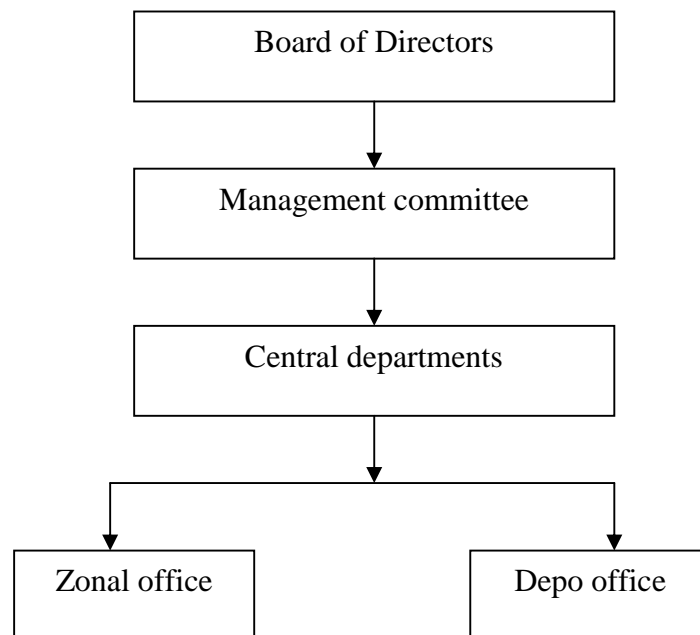 Board of Directors
Management committee
Central departments
Zonal office
Depo office